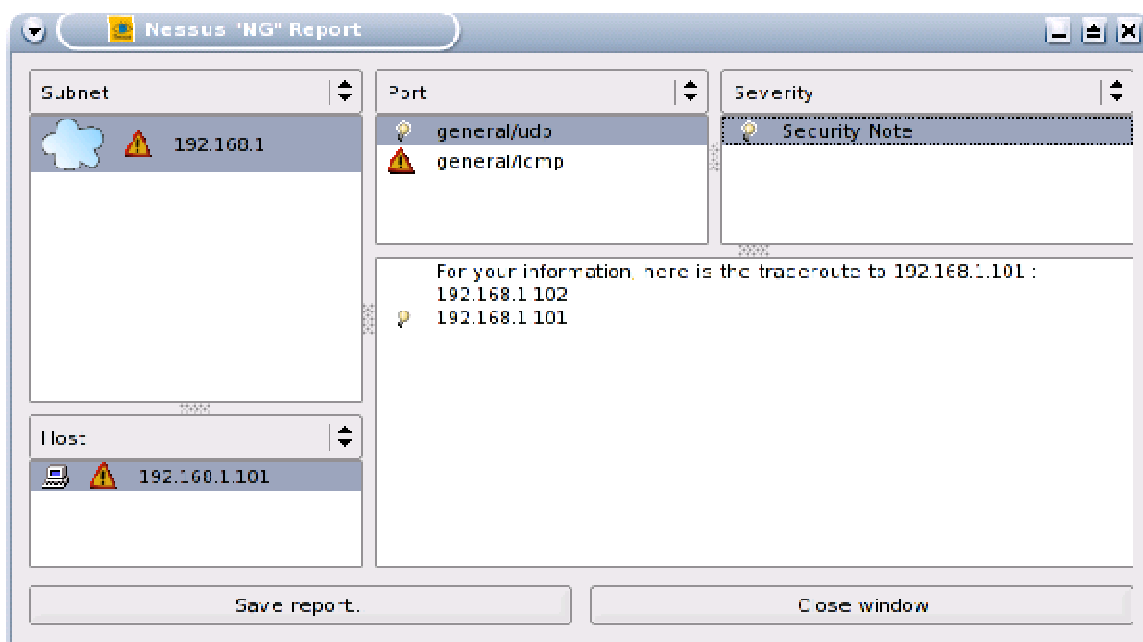 Nessus "NG" Report
Subnet
192.168.1
Port
general/udp
general/icmp
Severity
Security Note
For your information, here is the traceroute to 192.168.1.101 :
192.168.1.102
192.168.1.101
Host
192.168.1.101
Save report.
Close window